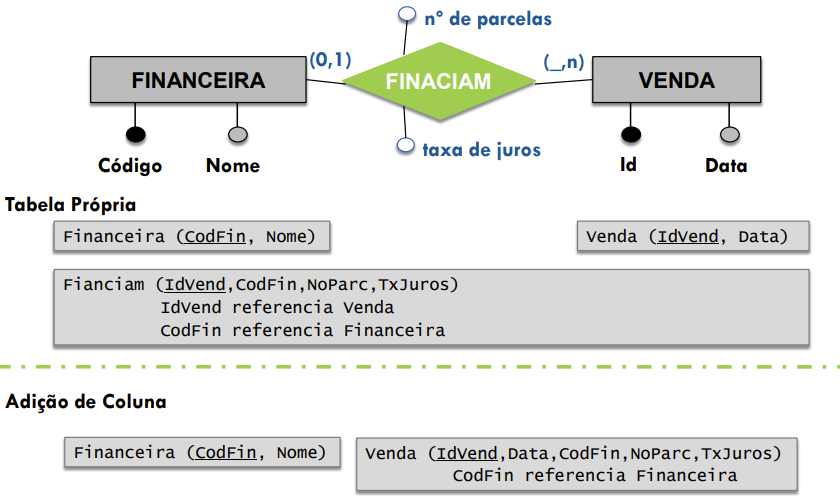 nº de parcelas
(0,1)
(_,n)
FINANCEIRA
FINACIAM
VENDA
taxa de juros
Código
Nome
Id
Data
Tabela Própria
Financeira (CodFin, Nome)
Venda (IdVend, Data)
Fianciam (IdVend,CodFin,NoParc,TxJuros)
IdVend referencia Venda
CodFin referencia Financeira
Adição de Coluna
Financeira (CodFin, Nome)
Venda (IdVend,Data,CodFin,NoParc,TxJuros)
CodFin referencia Financeira